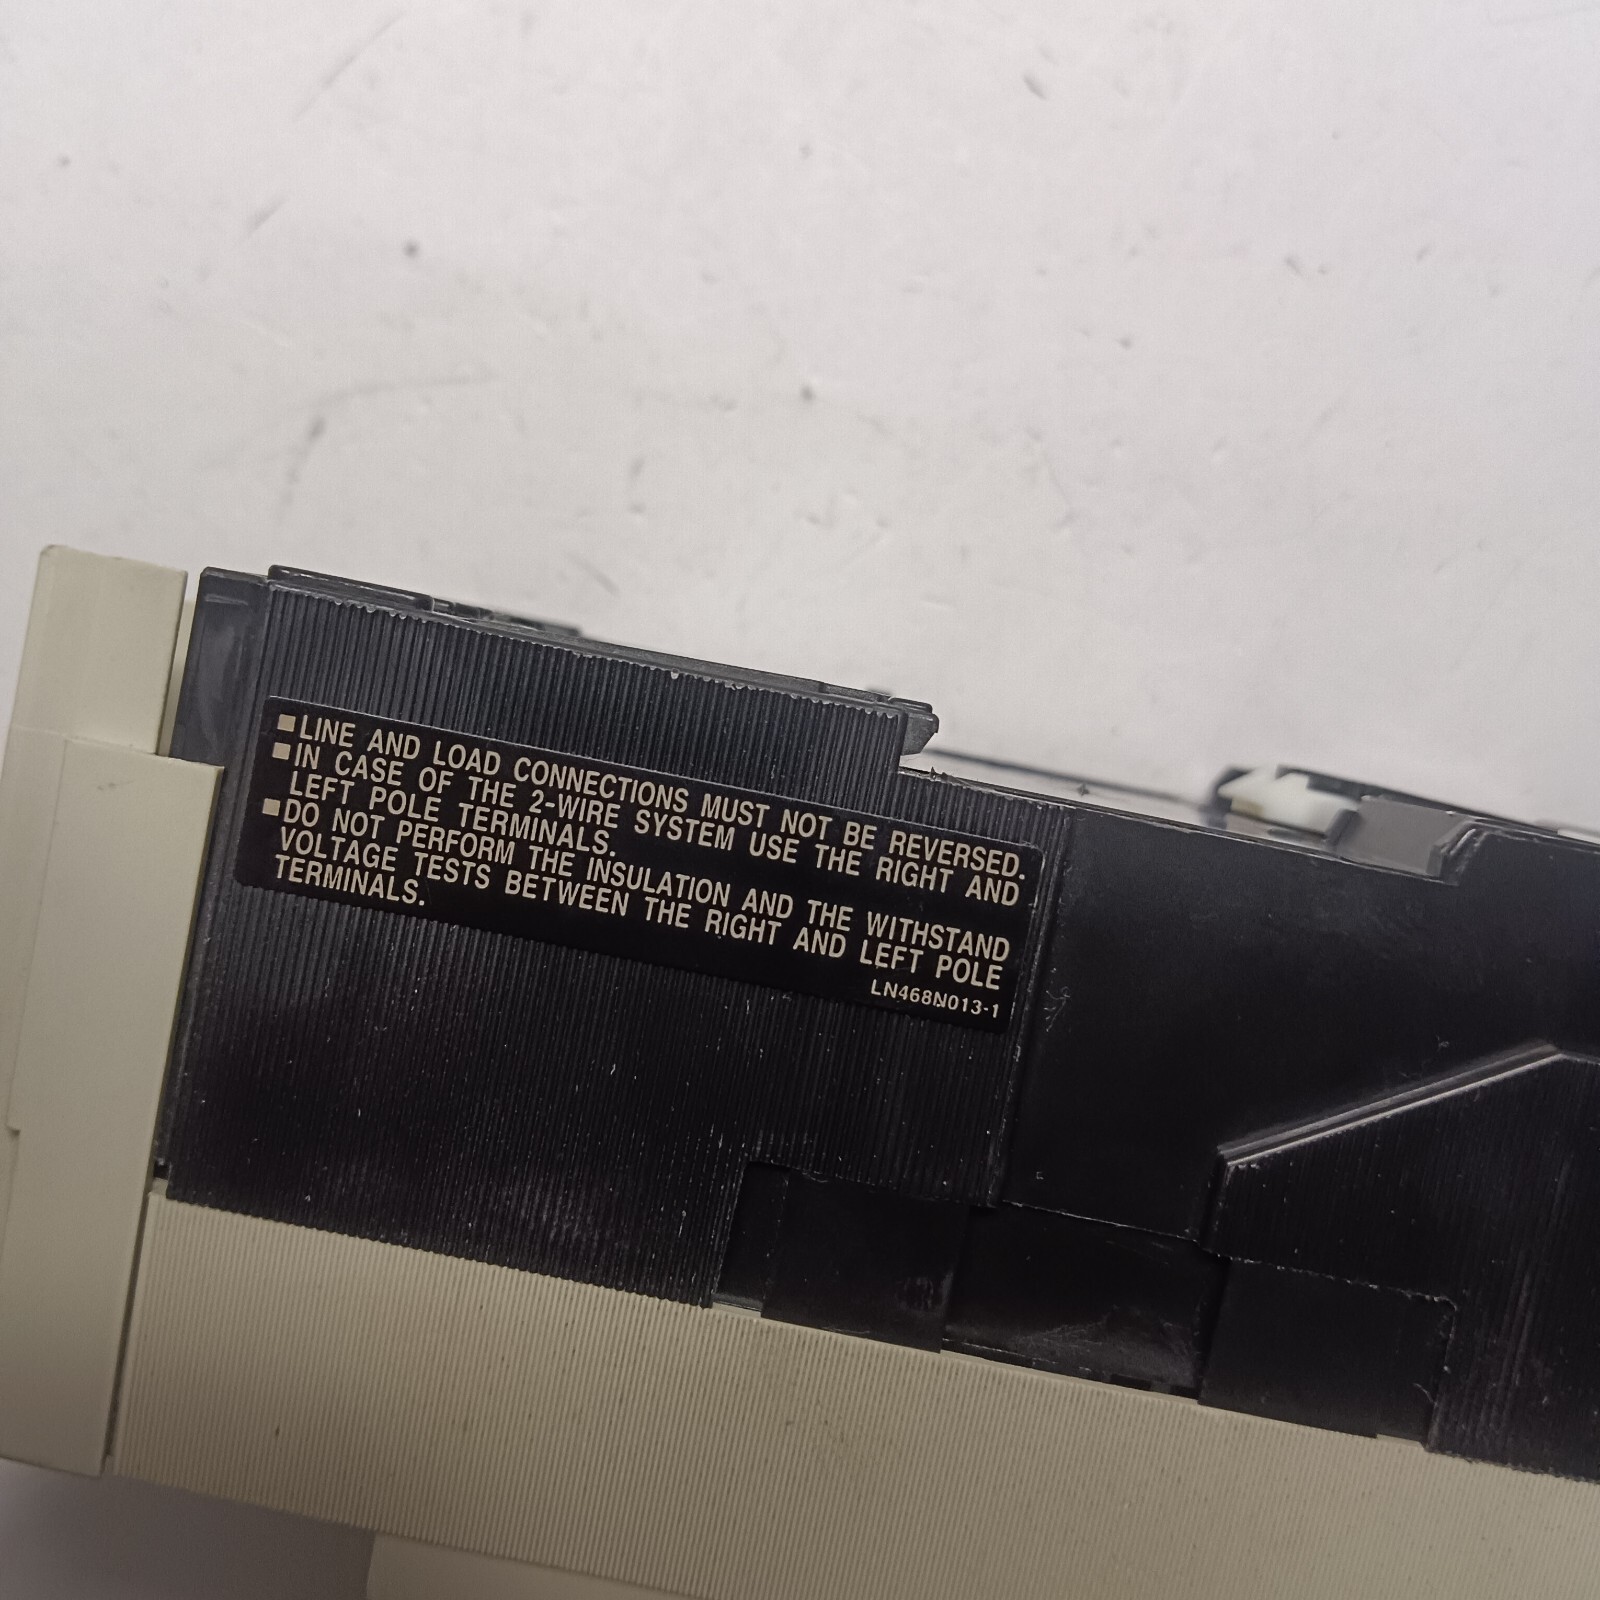 ■LINE AND LOAD CONNECTIONS MUST NOT BE REVERSED.
■IN CASE OF THE 2-WIRE SYSTEM USE THE RIGHT AND
LEFT POLE TERMINALS.
■DO NOT PERFORM THE INSULATION AND THE WITHSTAND
VOLTAGE TESTS BETWEEN THE RIGHT AND LEFT POLE
TERMINALS.
LN468N013-1